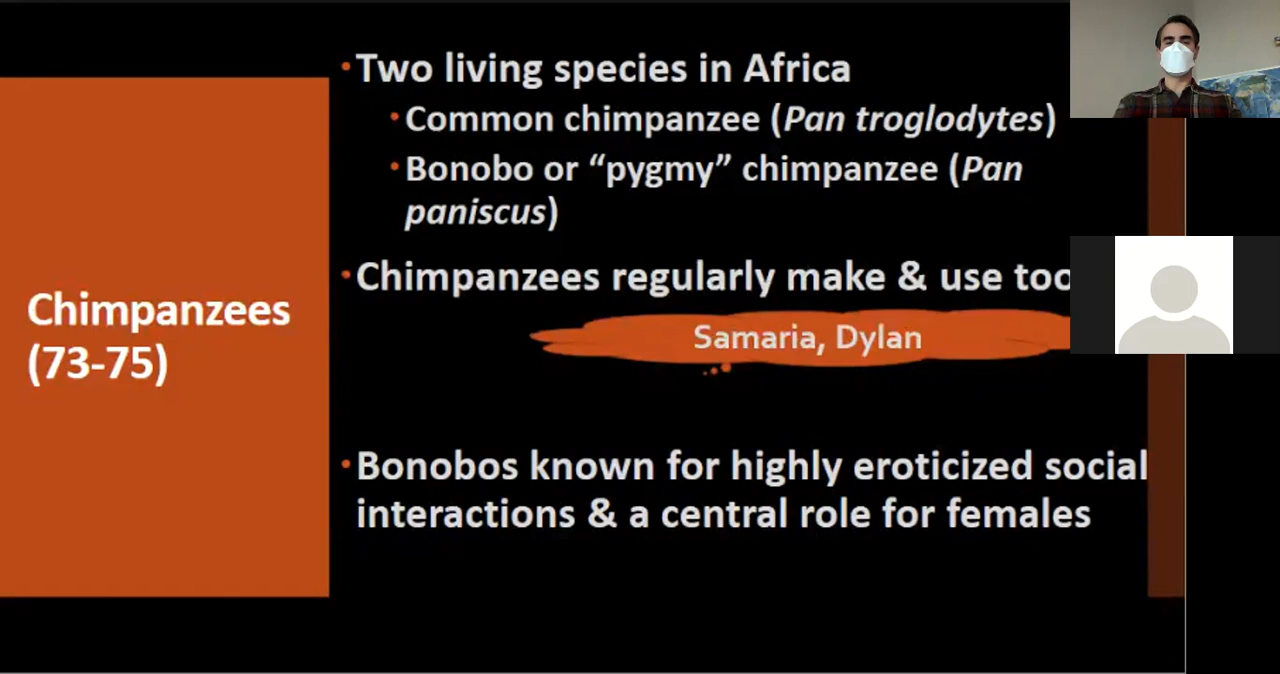 Chimpanzees
(73-75)
•Two living species in Africa
•Common chimpanzee (Pan troglodytes)
•Bonobo or “pygmy” chimpanzee (Pan
paniscus)
•Chimpanzees regularly make & use
Samaria, Dylan
•Bonobos known for highly eroticized social
interactions & a central role for females